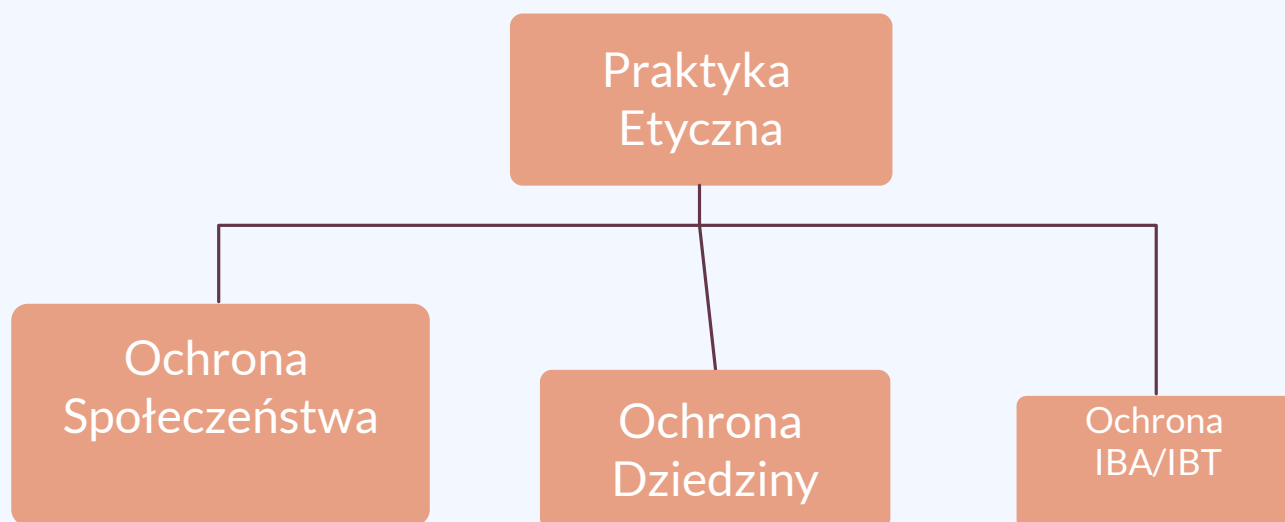 Praktyka
Etyczna
Ochrona
Społeczeństwa
Ochrona
Dziedziny
Ochrona
IBA/IBT